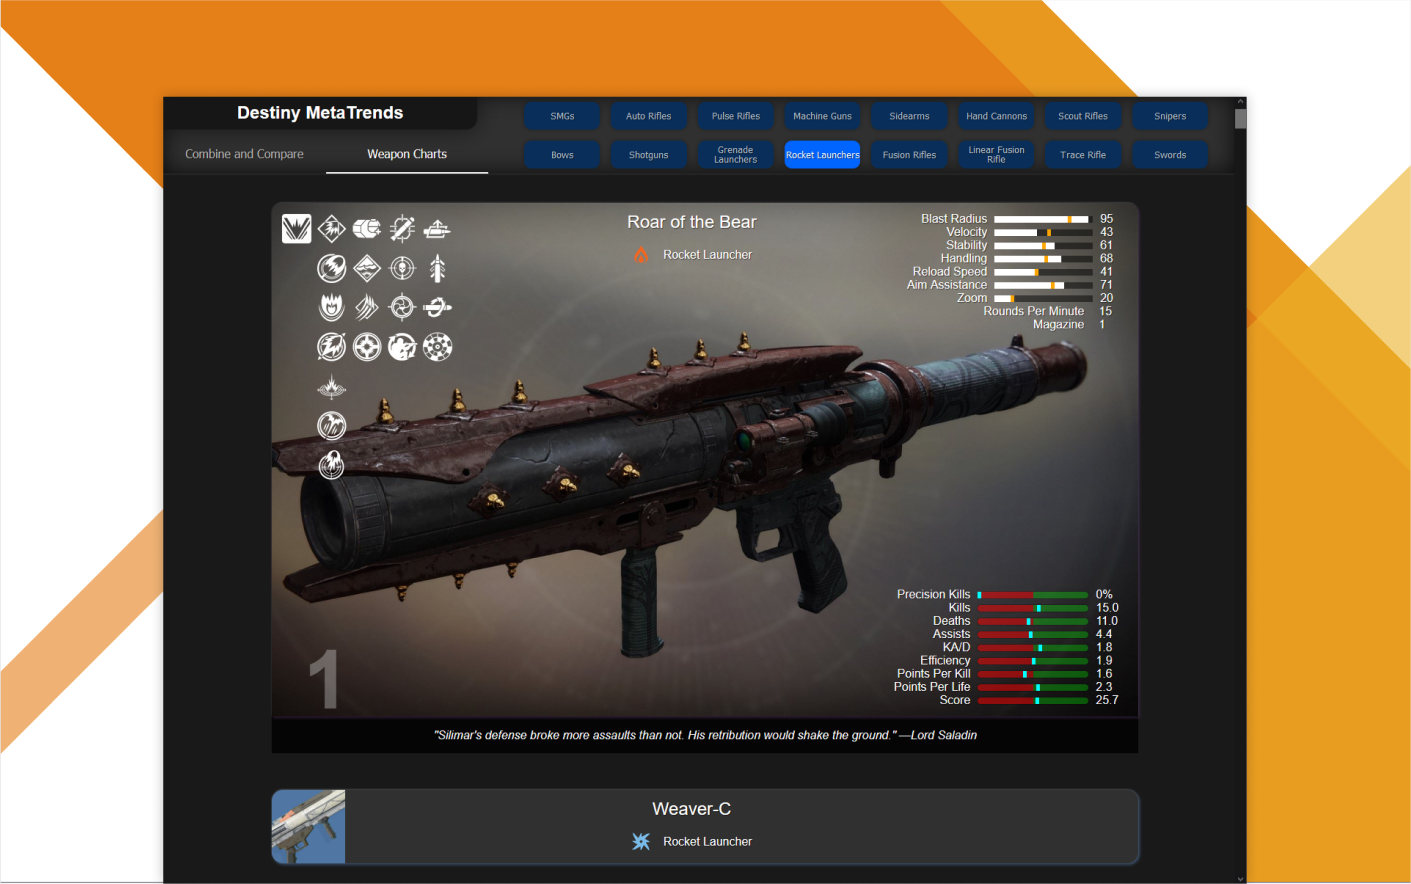 Destiny MetaTrends
SMGs
Auto Rifles
Pulse Rifles
Machine Guns
Sidearms
Hand Cannons
Scout Rifles
Snipers
Combine and Compare
Weapon Charts
Bows
Shotguns
Grenade
Launchers
Rocket Launchers
Fusion Rifles
Linear Fusion
Rifle
Trace Rifle
Swords
Roar of the Bear
Rocket Launcher
Blast Radius 95
Velocity 43
Stability 61
Handling 68
Reload Speed 41
Aim Assistance 71
Zoom 20
Rounds Per Minute 15
Magazine 1
Precision Kills 0%
Kills 15.0
Deaths 11.0
Assists 4.4
KA/D 1.8
Efficiency 1.9
Points Per Kill 1.6
Points Per Life 2.3
Score 25.7
1
"Silimar's defense broke more assaults than not. His retribution would shake the ground." —Lord Saladin
Weaver-C
Rocket Launcher